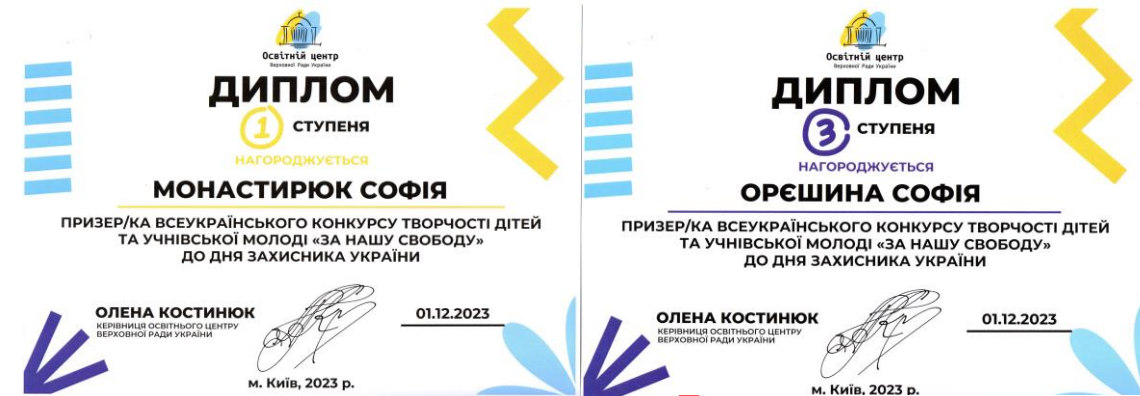 Освітній центр
Верховної Ради України
ДИПЛОМ
1 СТУПЕНЯ
НАГОРОДЖУЄТЬСЯ
МОНАСТИРЮК СОФІЯ
ПРИЗЕР/КА ВСЕУКРАЇНСЬКОГО КОНКУРСУ ТВОРЧОСТІ ДІТЕЙ
ТА УЧНІВСЬКОЇ МОЛОДІ «ЗА НАШУ СВОБОДУ»
ДО ДНЯ ЗАХИСНИКА УКРАЇНИ
ОЛЕНА КОСТИНЮК
КЕРІВНИЦЯ ОСВІТНЬОГО ЦЕНТРУ
ВЕРХОВНОЇ РАДИ УКРАЇНИ
01.12.2023
м. Київ, 2023 р.
Освітній центр
Верховної Ради України
ДИПЛОМ
3 СТУПЕНЯ
НАГОРОДЖУЄТЬСЯ
ОРЄШИНА СОФІЯ
ПРИЗЕР/КА ВСЕУКРАЇНСЬКОГО КОНКУРСУ ТВОРЧОСТІ ДІТЕЙ
ТА УЧНІВСЬКОЇ МОЛОДІ «ЗА НАШУ СВОБОДУ»
ДО ДНЯ ЗАХИСНИКА УКРАЇНИ
ОЛЕНА КОСТИНЮК
КЕРІВНИЦЯ ОСВІТНЬОГО ЦЕНТРУ
ВЕРХОВНОЇ РАДИ УКРАЇНИ
01.12.2023
м. Київ, 2023 р.